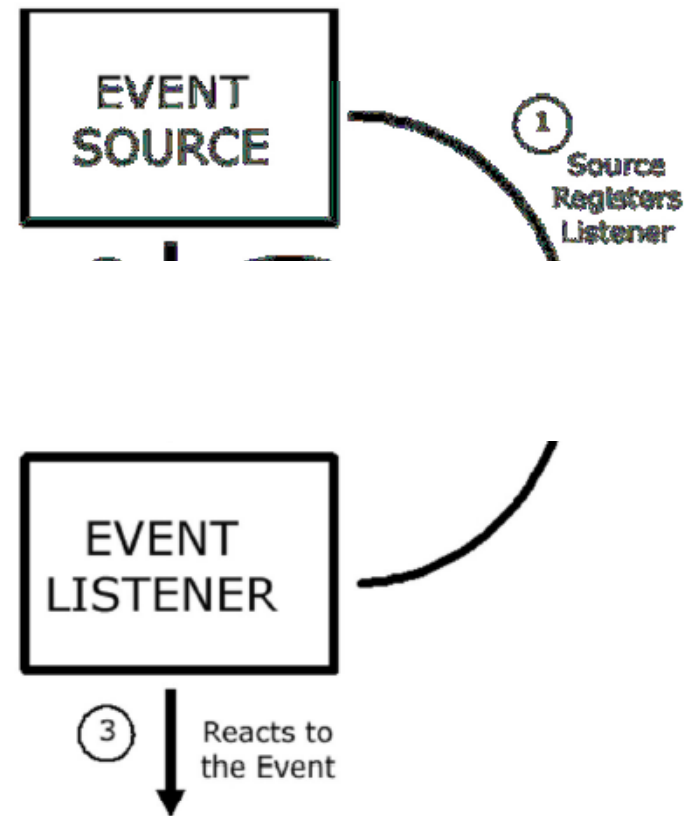 EVENT
SOURCE
1
Source
Registers
Listener
EVENT
LISTENER
3
Reacts to
the Event